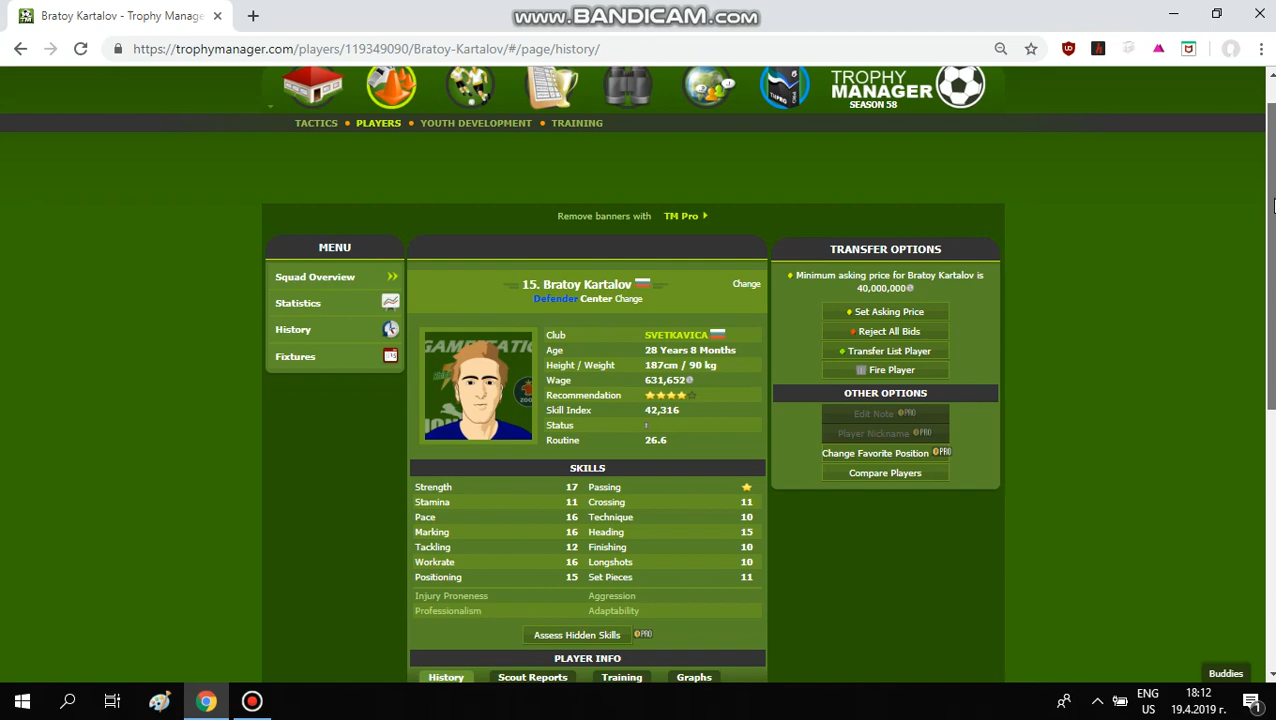 Bratoy Kartalov - Trophy Manage
www.BANDICAM.com
https://trophymanager.com/players/119349090/Bratoy-Kartalov/#/page/history/
TROPHY
MANAGER
SEASON 58
TACTICS • PLAYERS • YOUTH DEVELOPMENT • TRAINING
Remove banners with TM Pro
MENU
Squad Overview
Statistics
History
Fixtures
15. Bratoy Kartalov
Change
Defender Center Change
Club SVETKAVICA
Age 28 Years 8 Months
Height / Weight 187cm / 90 kg
Wage 631,652
Recommendation
Skill Index 42,316
Status
Routine 26.6
SKILLS
Strength 17 Passing
Stamina 11 Crossing 11
Pace 16 Technique 10
Marking 16 Heading 15
Tackling 12 Finishing 10
Workrate 16 Longshots 10
Positioning 15 Set Pieces 11
Injury Proneness Aggression
Professionalism Adaptability
Assess Hidden Skills PRO
PLAYER INFO
History Scout Reports Training Graphs
TRANSFER OPTIONS
Minimum asking price for Bratoy Kartalov is
40,000,000
Set Asking Price
Reject All Bids
Transfer List Player
Fire Player
OTHER OPTIONS
Edit Note PRO
Player Nickname PRO
Change Favorite Position PRO
Compare Players
Buddies
ENG
US
18:12
19.4.2019 г.
1